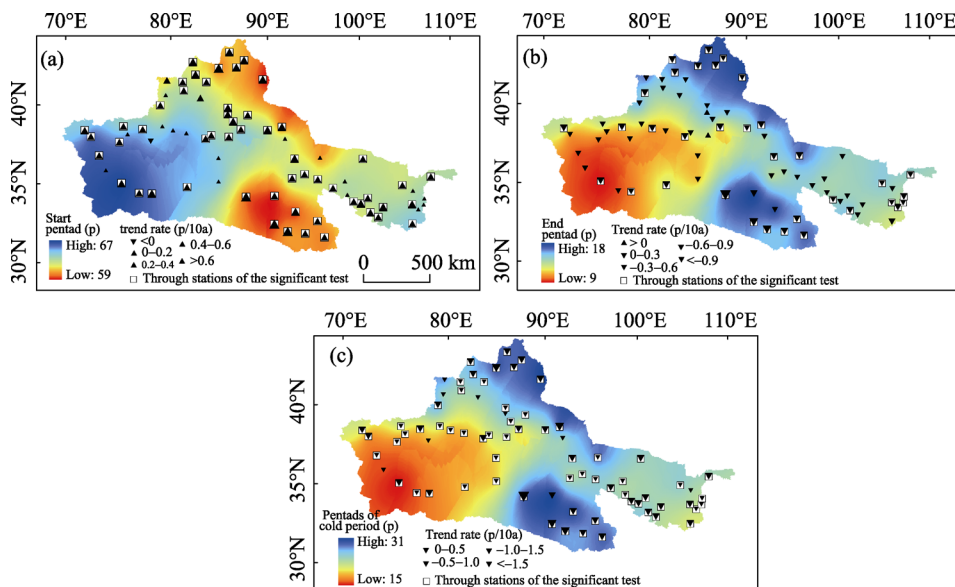 70°E 80°E 90°E 100°E 110°E
(a)
40°N
35°N
30°N
Start
pentad (p)
High: 67
Low: 59
trend rate (p/10a)
<0
0–0.2
0.2–0.4
0.4–0.6
>0.6
Through stations of the significant test
0 500 km
70°E 80°E 90°E 100°E 110°E
(b)
40°N
35°N
30°N
End
pentad (p)
High: 18
Low: 9
Trend rate (p/10a)
> 0
0–0.3
–0.3–0.6
–0.6–0.9
<–0.9
Through stations of the significant test
70°E 80°E 90°E 100°E 110°E
(c)
40°N
35°N
30°N
Pentads of
cold period (p)
High: 31
Low: 15
Trend rate (p/10a)
0–0.5
–0.5–1.0
–1.0–1.5
<–1.5
Through stations of the significant test